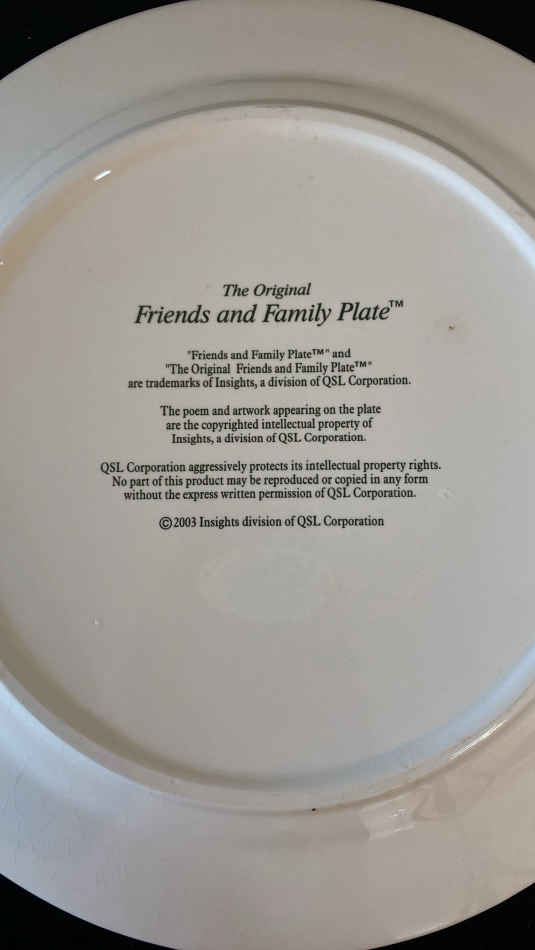 The Original
Friends and Family Plate™
"Friends and Family Plate™" and
"The Original Friends and Family Plate™"
are trademarks of Insights, a division of QSL Corporation.
The poem and artwork appearing on the plate
are the copyrighted intellectual property of
Insights, a division of QSL Corporation.
QSL Corporation aggressively protects its intellectual property rights.
No part of this product may be reproduced or copied in any form
without the express written permission of QSL Corporation.
©2003 Insights division of QSL Corporation